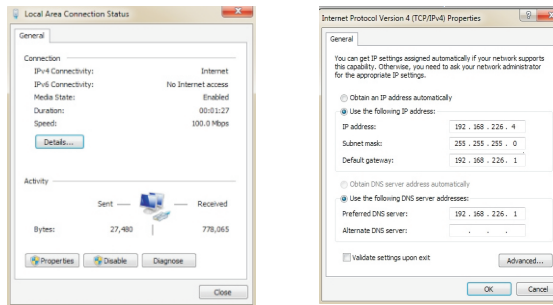 Local Area Connection Status
General
Connection
IPv4 Connectivity: Internet
IPv6 Connectivity: No Internet access
Media State: Enabled
Duration: 00:01:27
Speed: 100.0 Mbps
Details...
Activity
Sent Received
Bytes: 27,480 778,065
Properties Disable Diagnose
Close
Internet Protocol Version 4 (TCP/IPv4) Properties
General
You can get IP settings assigned automatically if your network supports
this capability. Otherwise, you need to ask your network administrator
for the appropriate IP settings.
Obtain an IP address automatically
Use the following IP address:
IP address: 192 . 168 . 226 . 4
Subnet mask: 255 . 255 . 255 . 0
Default gateway: 192 . 168 . 226 . 1
Obtain DNS server address automatically
Use the following DNS server addresses:
Preferred DNS server: 192 . 168 . 226 . 1
Alternate DNS server: . . .
Validate settings upon exit
Advanced...
OK Cancel